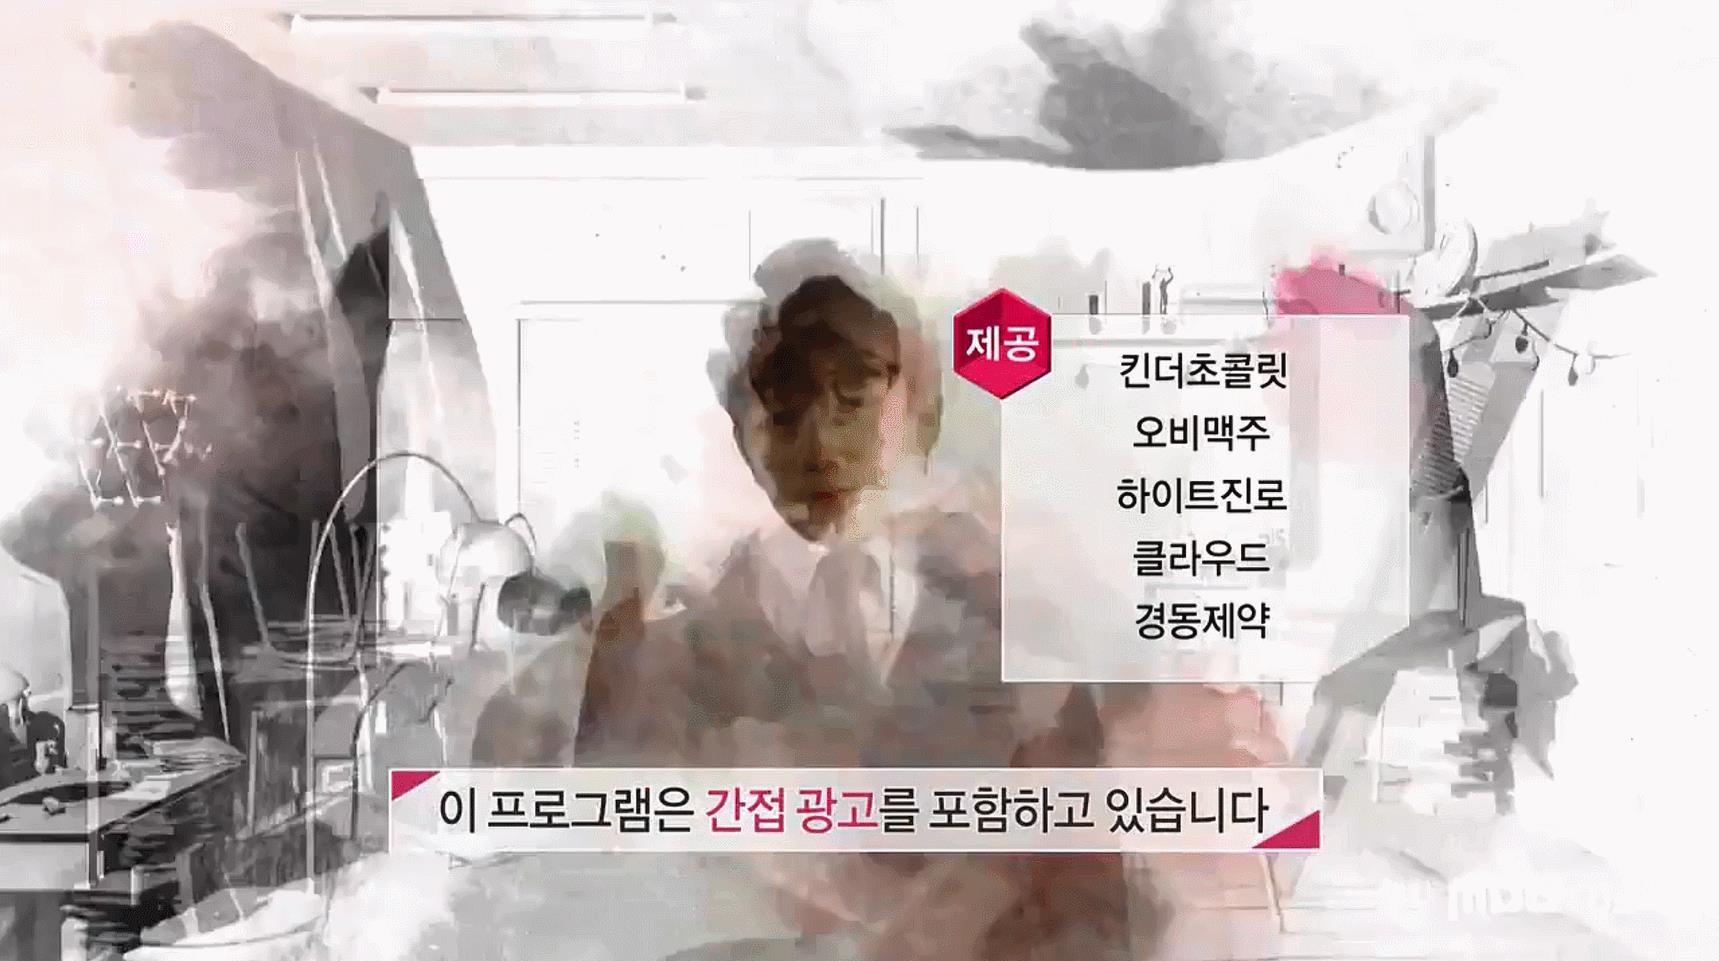 제공
킨더초콜릿
오비맥주
하이트진로
클라우드
경동제약
이 프로그램은 간접 광고를 포함하고 있습니다